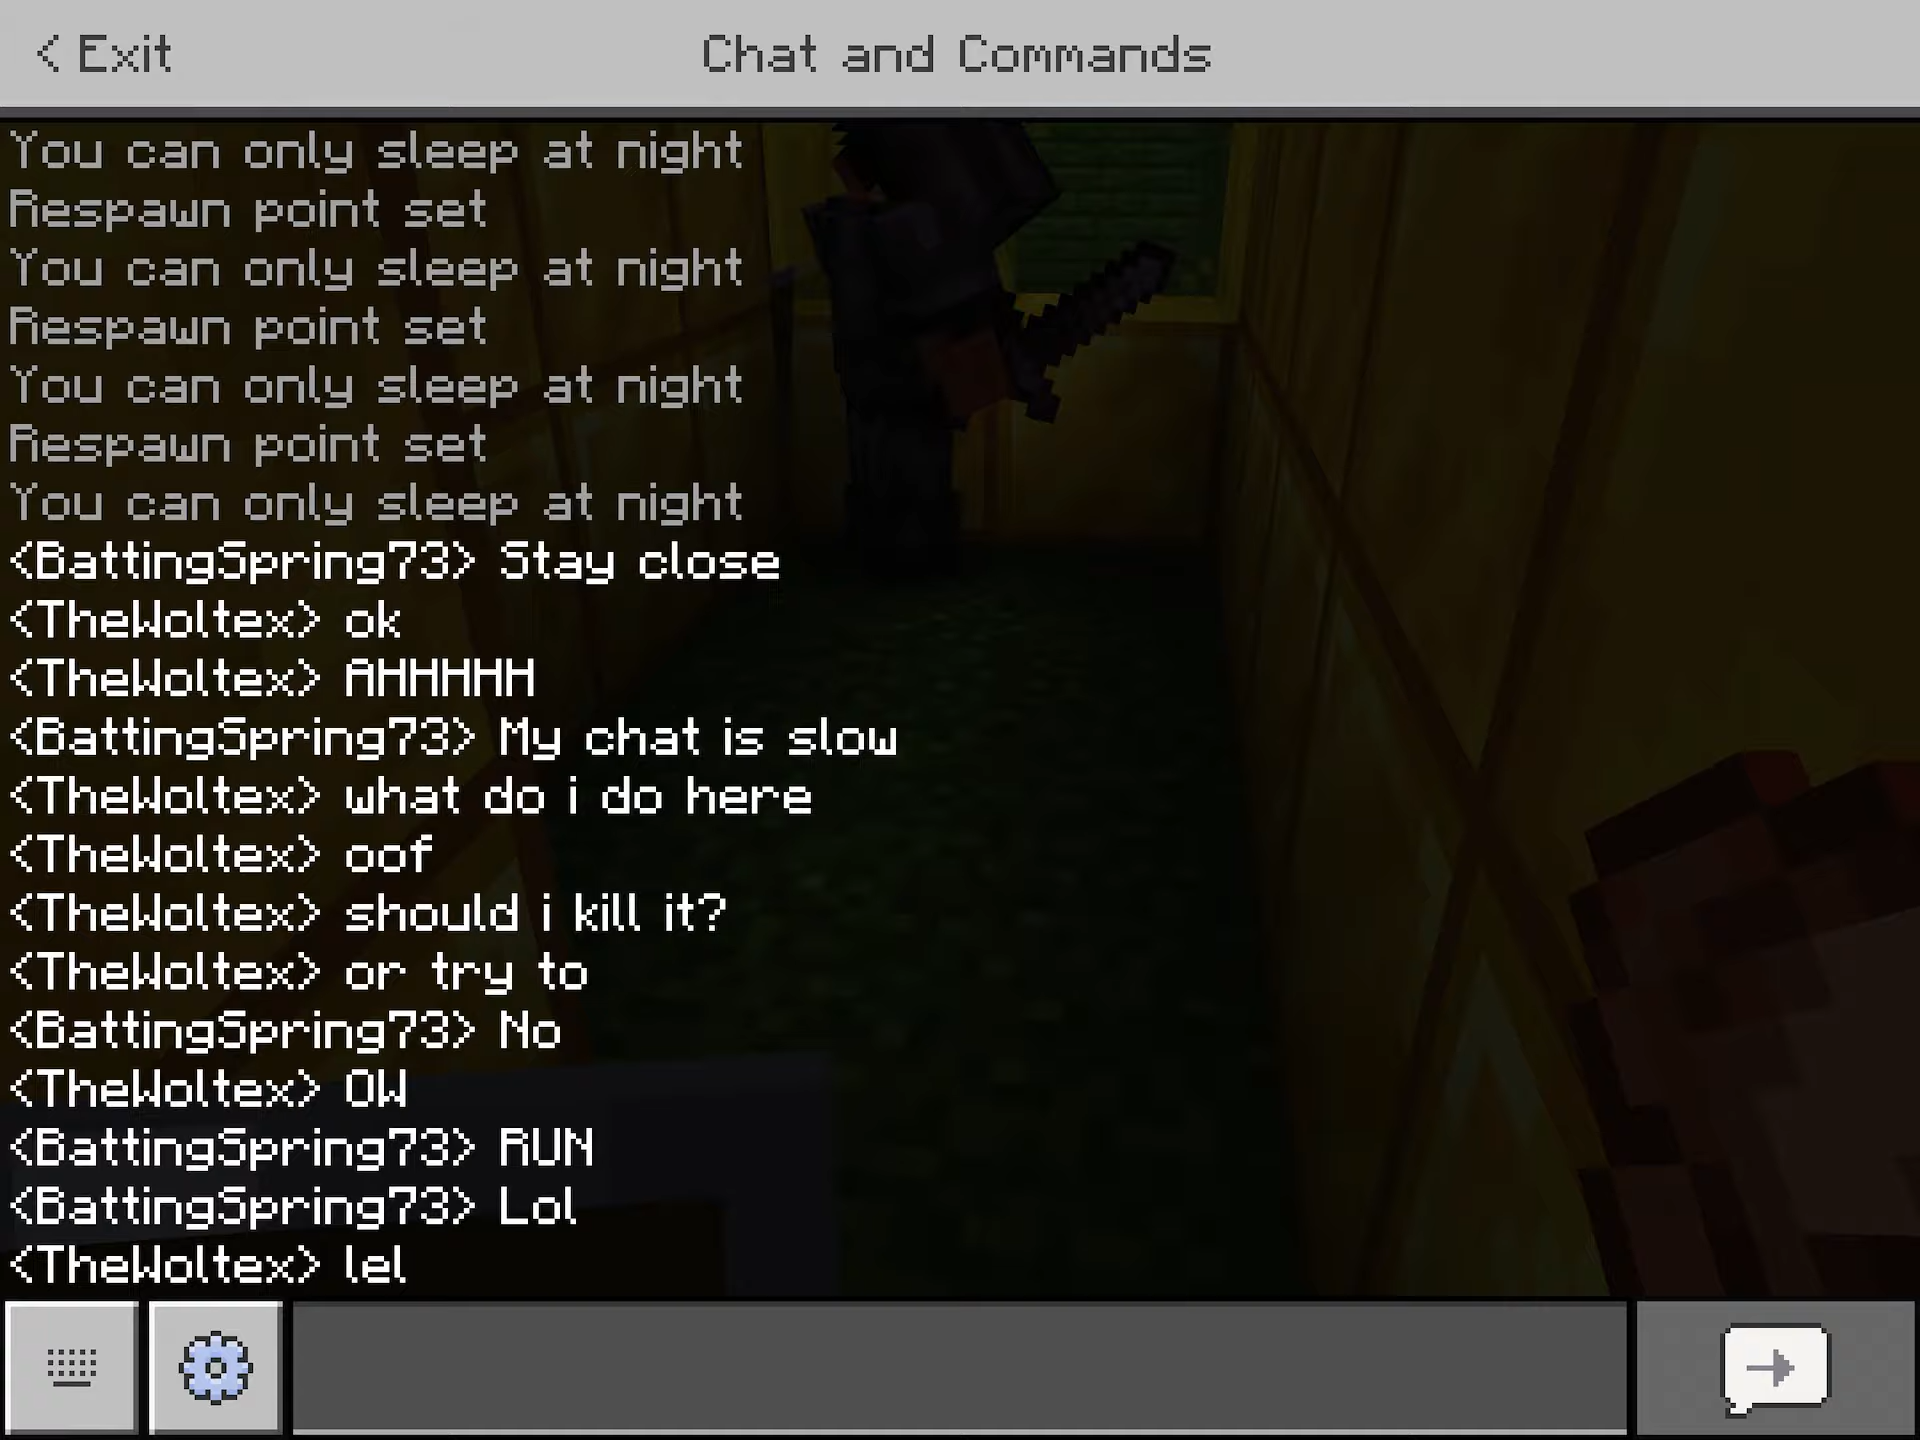 < Exit
Chat and Commands
You can only sleep at night
Respawn point set
You can only sleep at night
Respawn point set
You can only sleep at night
Respawn point set
You can only sleep at night
<BattingSpring73> Stay close
<TheWoltex> ok
<TheWoltex> AHHHHH
<BattingSpring73> My chat is slow
<TheWoltex> what do i do here
<TheWoltex> oof
<TheWoltex> should i kill it?
<TheWoltex> or try to
<BattingSpring73> No
<TheWoltex> OW
<BattingSpring73> RUN
<BattingSpring73> Lol
<TheWoltex> lel